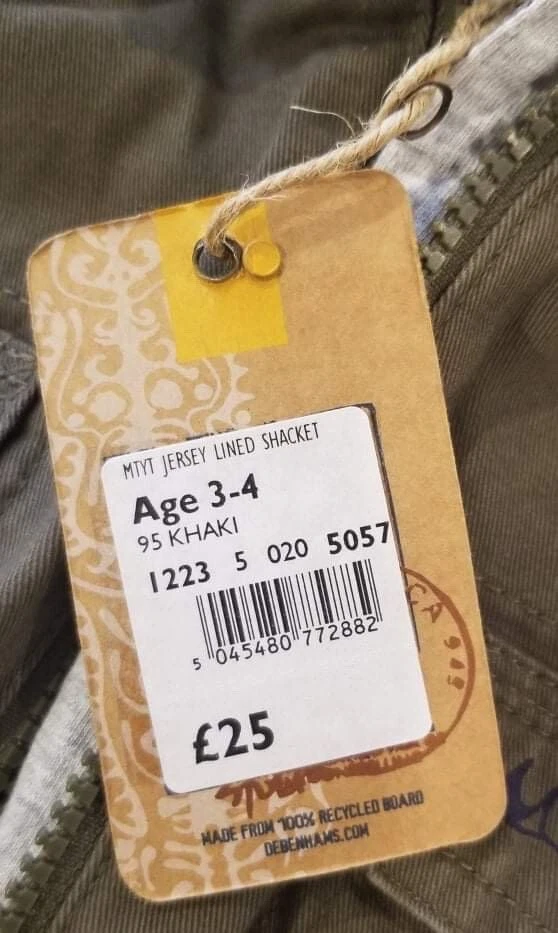 MTYT JERSEY LINED SHACKET
Age 3-4
95 KHAKI
1223 5 020 5057
5 045480 772882
£25
MADE FROM 100% RECYCLED BOARD
DEBENHAMS.COM